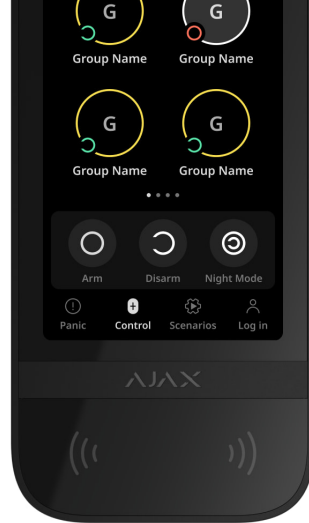 G
G
Group Name
Group Name
G
G
Group Name
Group Name
Arm
Disarm
Night Mode
Panic
Control
Scenarios
Log in
AJAX